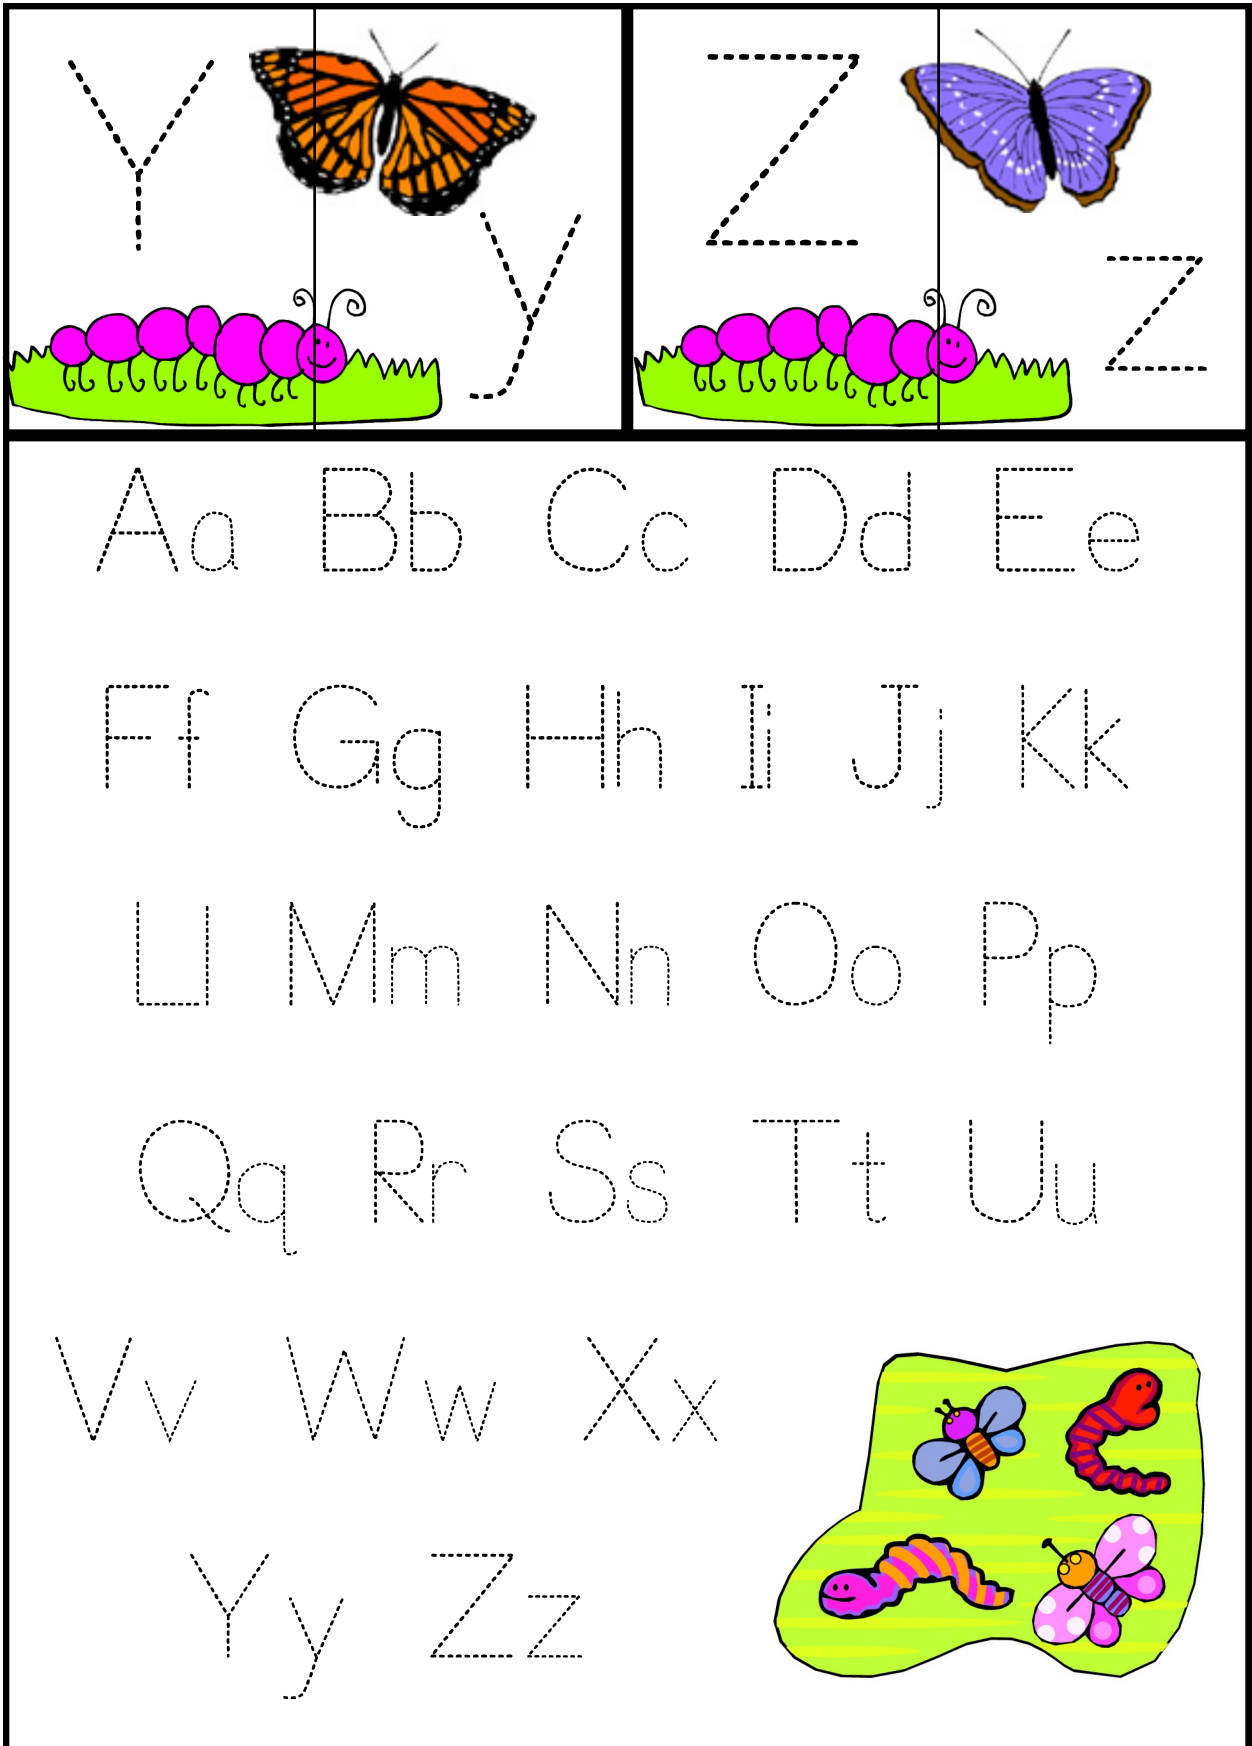 Y y
Z z
Aa Bb Cc Dd Ee
Ff Gg Hh Ii Jj Kk
Ll Mm Nn Oo Pp
Qq Rr Ss Tt Uu
Vv Ww Xx
Yy Zz